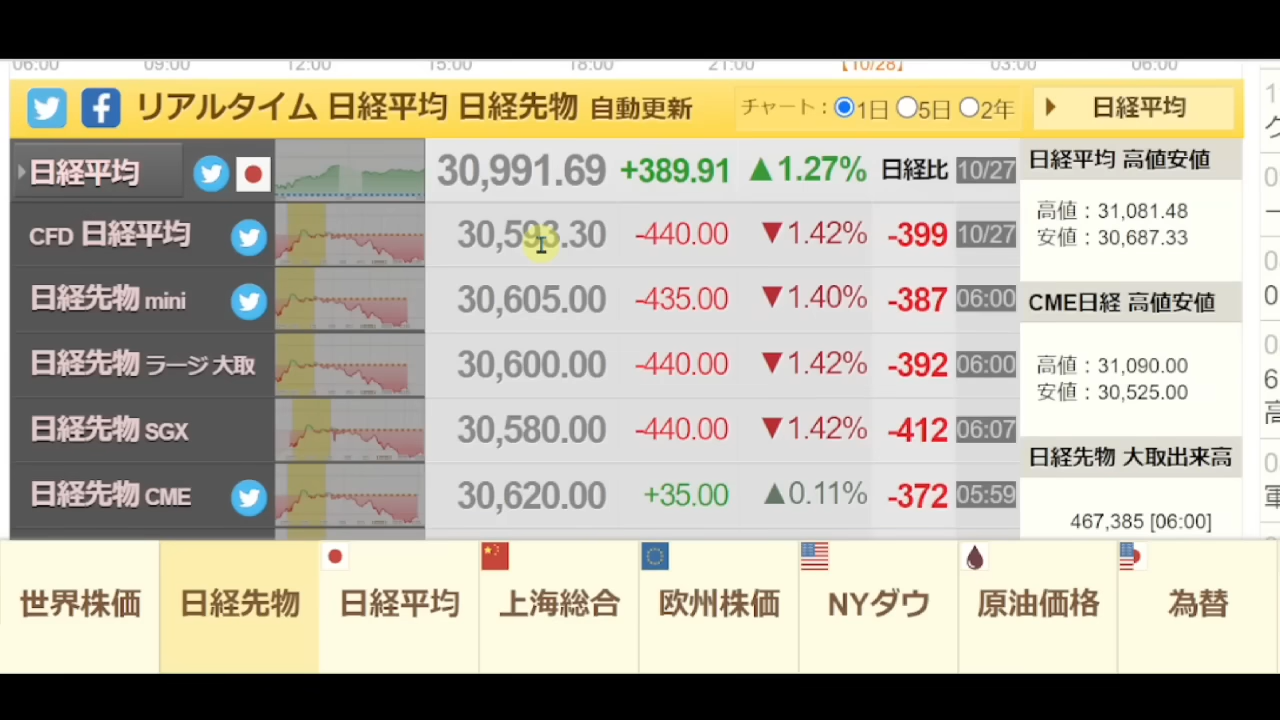 06:00 09:00 12:00 15:00 18:00 21:00 【10/28】 03:00 06:00
リアルタイム 日経平均 日経先物 自動更新 チャート：1日 5日 2年 日経平均
日経平均 30,991.69 +389.91 ▲1.27% 日経比 10/27
CFD 日経平均 30,593.30 -440.00 ▼1.42% -399 10/27
日経先物 mini 30,605.00 -435.00 ▼1.40% -387 06:00
日経先物 ラージ 大取 30,600.00 -440.00 ▼1.42% -392 06:00
日経先物 SGX 30,580.00 -440.00 ▼1.42% -412 06:07
日経先物 CME 30,620.00 +35.00 ▲0.11% -372 05:59
日経平均 高値安値
高値：31,081.48
安値：30,687.33
CME日経 高値安値
高値：31,090.00
安値：30,525.00
日経先物 大取出来高
467,385 [06:00]
世界株価 日経先物 日経平均 上海総合 欧州株価 NYダウ 原油価格 為替